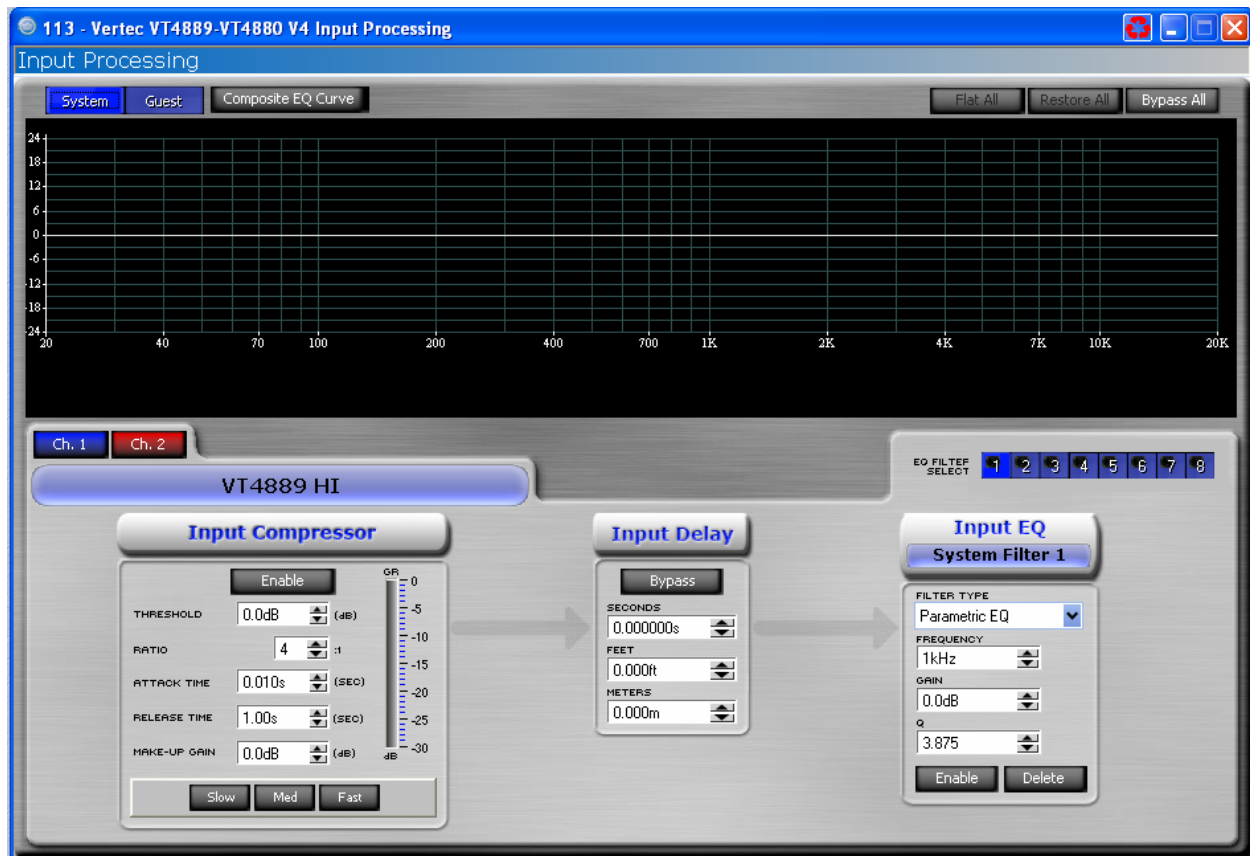 113 - Vertec VT4889-VT4880 V4 Input Processing
Input Processing
System Guest Composite EQ Curve Flat All Restore All Bypass All
24
18
12
6
0
-6
-12
-18
-24
20 40 70 100 200 400 700 1K 2K 4K 7K 10K 20K
Ch. 1 Ch. 2
EQ FILTER SELECT 1 2 3 4 5 6 7 8
VT4889 HI
Input Compressor
Enable
THRESHOLD 0.0dB (dB)
RATIO 4 :1
ATTACK TIME 0.010s (SEC)
RELEASE TIME 1.00s (SEC)
MAKE-UP GAIN 0.0dB (dB)
GR
0
-5
-10
-15
-20
-25
-30
dB
Slow Med Fast
Input Delay
Bypass
SECONDS
0.000000s
FEET
0.000ft
METERS
0.000m
Input EQ
System Filter 1
FILTER TYPE
Parametric EQ
FREQUENCY
1kHz
GAIN
0.0dB
Q
3.875
Enable Delete